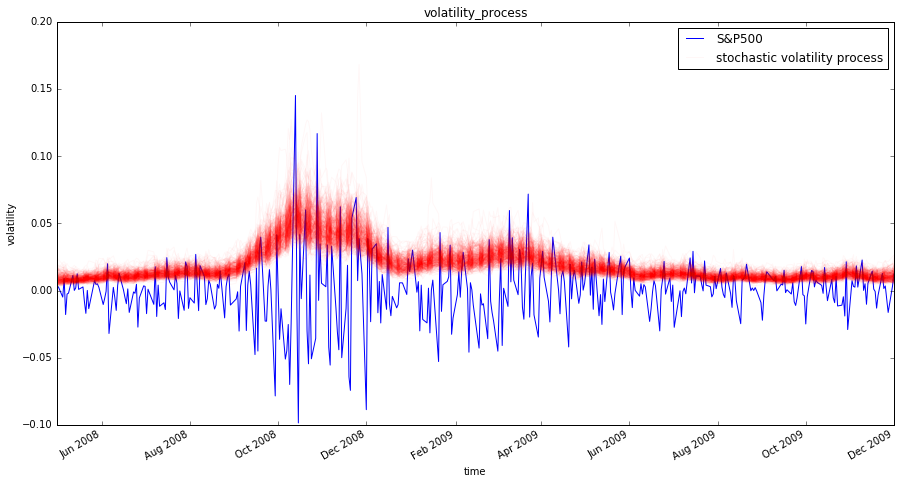 volatility_process
S&P500
stochastic volatility process
0.20
0.15
0.10
0.05
0.00
−0.05
−0.10
volatility
Jun 2008
Aug 2008
Oct 2008
Dec 2008
Feb 2009
Apr 2009
Jun 2009
Aug 2009
Oct 2009
Dec 2009
time